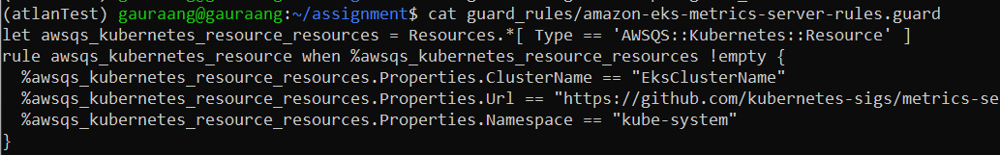 (atlanTest) gauraang@gauraang:~/assignment$ cat guard_rules/amazon-eks-metrics-server-rules.guard
let awsqs_kubernetes_resource_resources = Resources.*[ Type == 'AWSQS::Kubernetes::Resource' ]
rule awsqs_kubernetes_resource when %awsqs_kubernetes_resource_resources !empty {
  %awsqs_kubernetes_resource_resources.Properties.ClusterName == "EksClusterName"
  %awsqs_kubernetes_resource_resources.Properties.Url == "https://github.com/kubernetes-sigs/metrics-se
  %awsqs_kubernetes_resource_resources.Properties.Namespace == "kube-system"
}